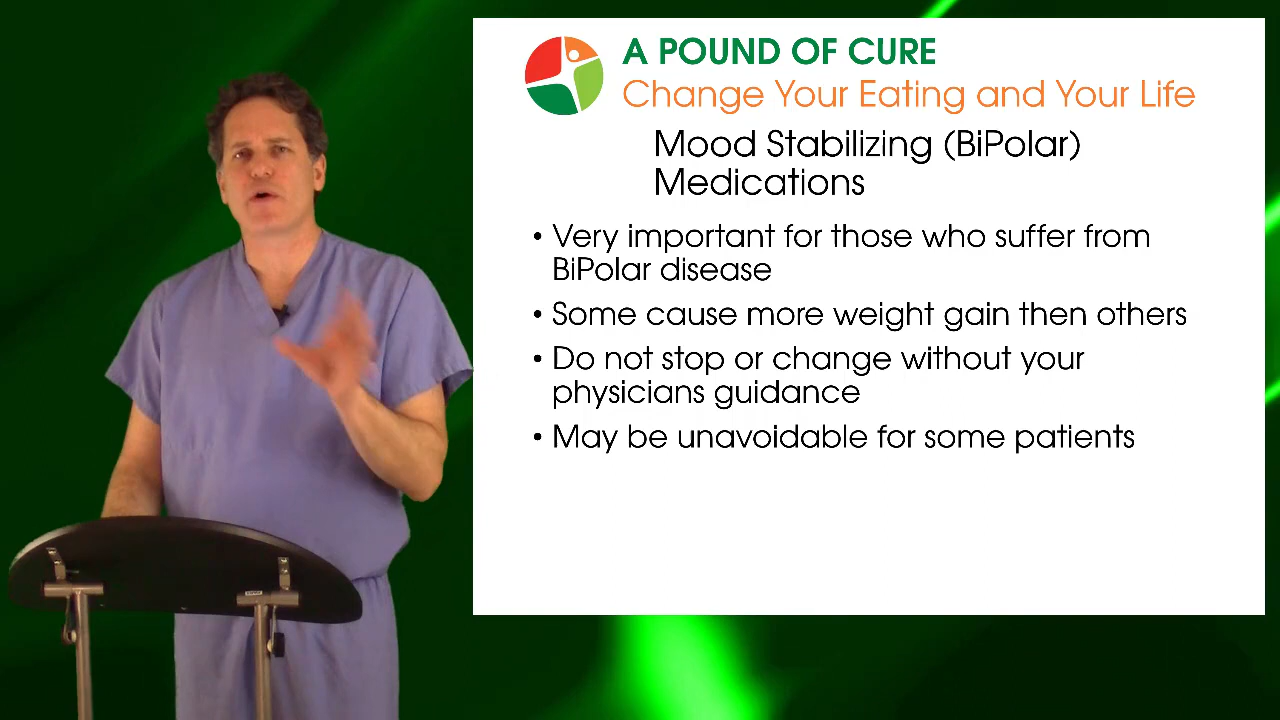 A POUND OF CURE
Change Your Eating and Your Life
Mood Stabilizing (BiPolar)
Medications
• Very important for those who suffer from
BiPolar disease
• Some cause more weight gain then others
• Do not stop or change without your
physicians guidance
• May be unavoidable for some patients